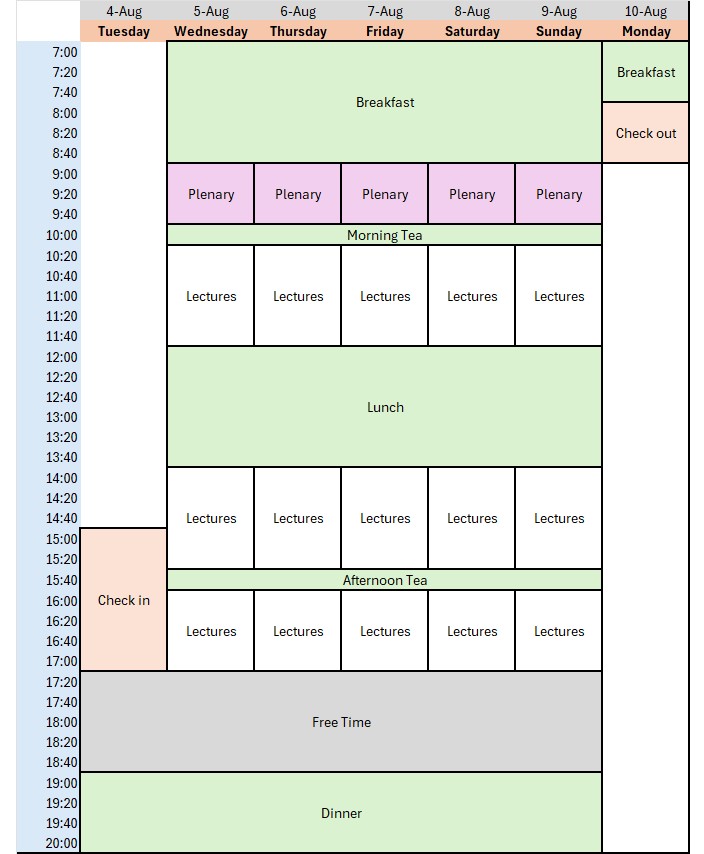 4-Aug 5-Aug 6-Aug 7-Aug 8-Aug 9-Aug 10-Aug
Tuesday Wednesday Thursday Friday Saturday Sunday Monday
7:00
7:20 Breakfast
7:40
Breakfast
8:00
8:20 Check out
8:40
9:00
9:20 Plenary Plenary Plenary Plenary Plenary
9:40
10:00 Morning Tea
10:20
10:40
11:00 Lectures Lectures Lectures Lectures Lectures
11:20
11:40
12:00
12:20
12:40
Lunch
13:00
13:20
13:40
14:00
14:20
14:40 Lectures Lectures Lectures Lectures Lectures
15:00
15:20
15:40 Afternoon Tea
16:00 Check in
16:20
Lectures Lectures Lectures Lectures Lectures
16:40
17:00
17:20
17:40
18:00 Free Time
18:20
18:40
19:00
19:20
Dinner
19:40
20:00